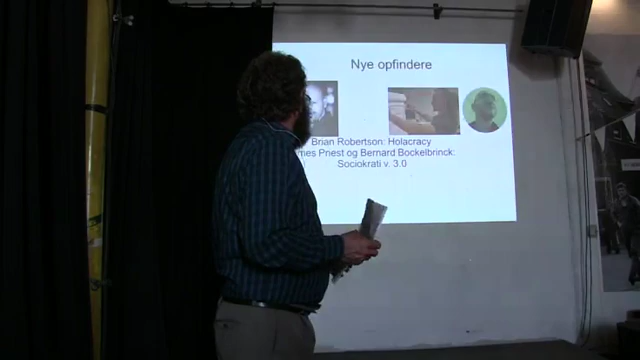 Nye opfindere
Brian Robertson: Holacracy
mes Priest og Bernard Bockelbrinck:
Sociokrati v. 3.0